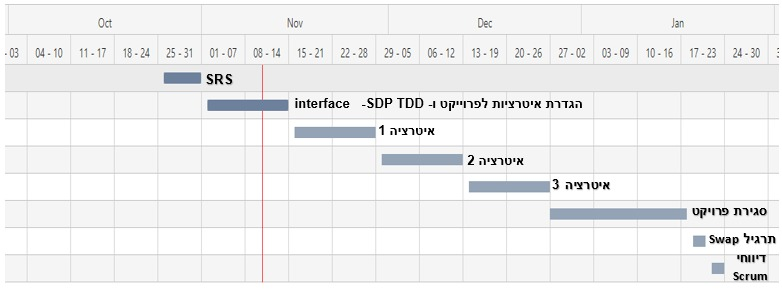 Oct Nov Dec Jan
- 03 04 - 10 11 - 17 18 - 24 25 - 31 01 - 07 08 - 14 15 - 21 22 - 28 29 - 05 06 - 12 13 - 19 20 - 26 27 - 02 03 - 09 10 - 16 17 - 23 24 - 30 3
SRS
הגדרת איטרציות לפרוייקט ו- SDP TDD- interface
איטרציה 1
איטרציה 2
איטרציה 3
סגירת פרויקט
תרגיל Swap
דיווחי
Scrum